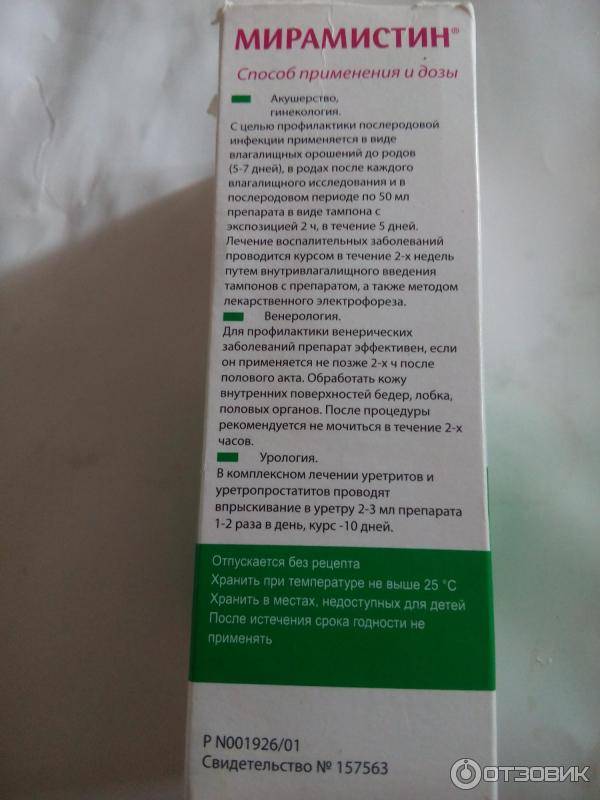 МИРАМИСТИН®
Способ применения и дозы
Акушерство,
гинекология.
С целью профилактики послеродовой
инфекции применяется в виде
влагалищных орошений до родов
(5-7 дней), в родах после каждого
влагалищного исследования и в
послеродовом периоде по 50 мл
препарата в виде тампона с
экспозицией 2 ч, в течение 5 дней.
Лечение воспалительных заболеваний
проводится курсом в течение 2-х недель
путем внутривлагалищного введения
тампонов с препаратом, а также методом
лекарственного электрофореза.
Венерология.
Для профилактики венерических
заболеваний препарат эффективен, если
он применяется не позже 2-х ч после
полового акта. Обработать кожу
внутренних поверхностей бедер, лобка,
половых органов. После процедуры
рекомендуется не мочиться в течение 2-х
часов.
Урология.
В комплексном лечении уретритов и
уретропростатитов проводят
впрыскивание в уретру 2-3 мл препарата
1-2 раза в день, курс -10 дней.
Отпускается без рецепта
Хранить при температуре не выше 25 °С
Хранить в местах, недоступных для детей
После истечения срока годности не
применять
Р N001926/01
Свидетельство № 157563
ОТЗОВИК